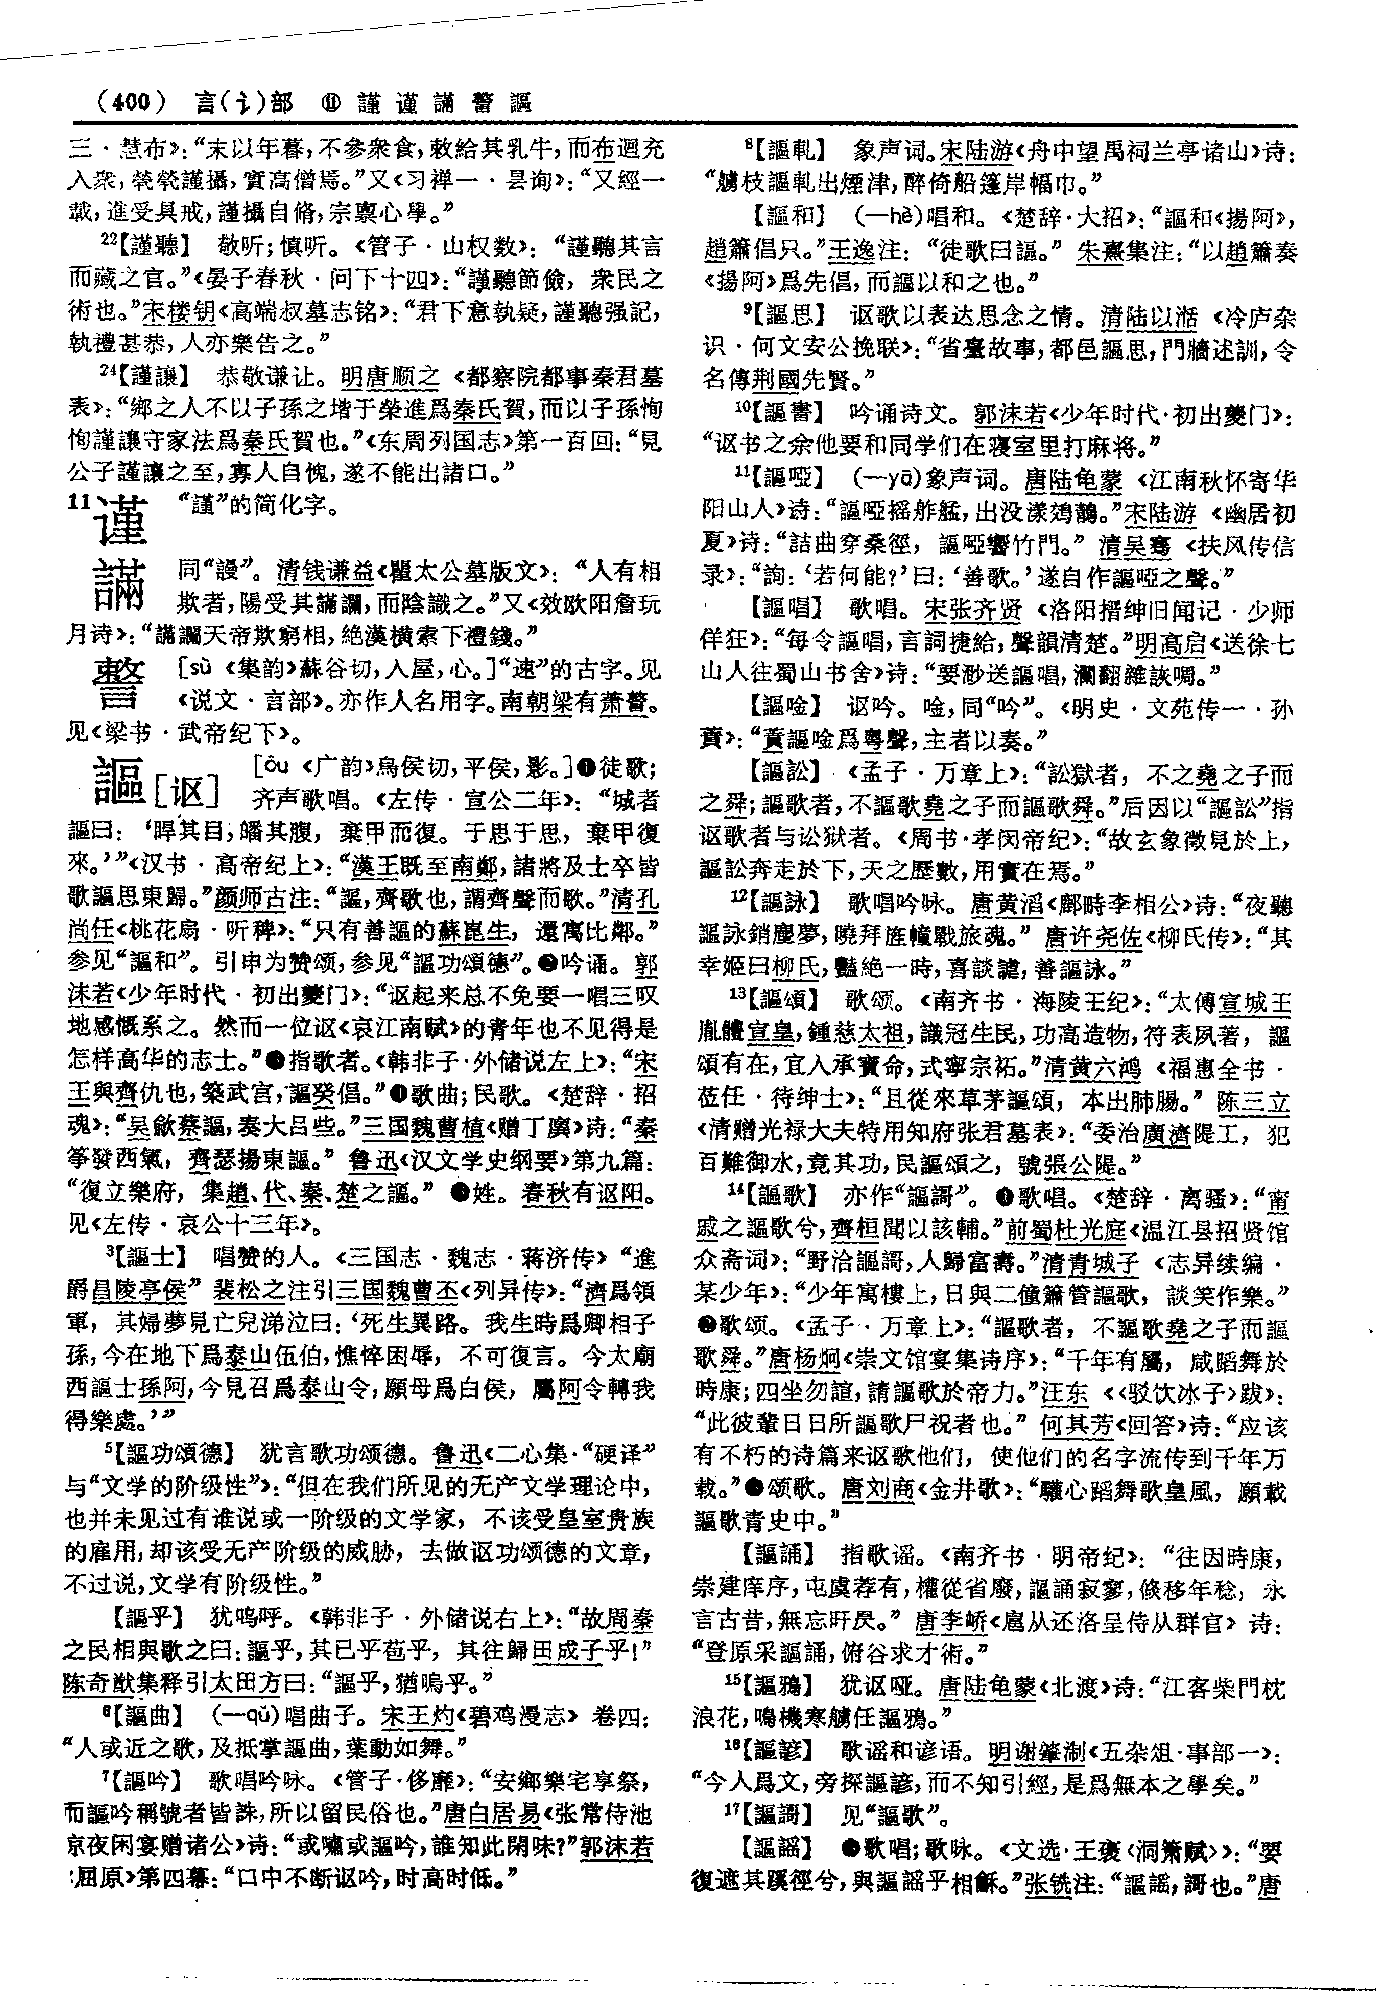 (400) 言(讠)部 ⑪ 謹 谨 謆 謷 謳
三·慧布》：“末以年暮，不參衆食，敕給其乳牛，而布迴充
入衆，煢煢謹攝，實高僧焉。”又《习禅一·昙询》：“又經一
載，進受具戒，謹攝自脩，宗禀心學。”
²²【謹聽】 敬听；慎听。《管子·山权数》：“謹聽其言
而藏之官。”《晏子春秋·问下十四》：“謹聽節儉，衆民之
術也。”宋楼钥《高端叔墓志铭》：“君下意執疑，謹聽强記，
執禮甚恭，人亦樂告之。”
²⁴【謹讓】 恭敬谦让。明唐顺之《都察院都事秦君墓
表》：“鄉之人不以子孫之堦于榮進爲秦氏賀，而以子孫恂
恂謹讓守家法爲秦氏賀也。”《东周列国志》第一百回：“見
公子謹讓之至，寡人自愧，遂不能出諸口。”
11谨 “謹”的简化字。
同“謾”。清钱谦益《瞿太公墓版文》：“人有相
欺者，陽受其讕，而陰識之。”又《效欧阳詹玩
月诗》：“讕天帝欺窮相，絶漢横索下禮錢。”
[sù 《集韵》蘇谷切，入屋，心。]“速”的古字。见
《说文·言部》。亦作人名用字。南朝梁有萧。
见《梁书·武帝纪下》。
謳[讴] [ōu 《广韵》烏侯切，平侯，影。]❶徒歌；
齐声歌唱。《左传·宣公二年》：“城者
謳曰：‘睅其目，皤其腹，棄甲而復。于思于思，棄甲復
來。’”《汉书·高帝纪上》：“漢王既至南鄭，諸將及士卒皆
歌謳思東歸。”颜师古注：“謳，齊歌也，謂齊聲而歌。”清孔
尚任《桃花扇·听稗》：“只有善謳的蘇崑生，還寓比鄰。”
参见“謳和”。引申为赞颂，参见“謳功頌德”。❷吟诵。郭
沫若《少年时代·初出夔门》：“讴起来总不免要一唱三叹
地感慨系之。然而一位讴《哀江南赋》的青年也不见得是
怎样高华的志士。”❸指歌者。《韩非子·外储说左上》：“宋
王與齊仇也，築武宫，謳癸倡。”❹歌曲；民歌。《楚辞·招
魂》：“吴歈蔡謳，奏大吕些。”三国魏曹植《赠丁廙》诗：“秦
筝發西氣，齊瑟揚東謳。”鲁迅《汉文学史纲要》第九篇：
“復立樂府，集趙、代、秦、楚之謳。”❺姓。春秋有讴阳。
见《左传·哀公十三年》。
³【謳士】 唱赞的人。《三国志·魏志·蒋济传》“進
爵昌陵亭侯”裴松之注引三国魏曹丕《列异传》：“濟爲領
軍，其婦夢見亡兒涕泣曰：‘死生異路。我生時爲卿相子
孫，今在地下爲泰山伍伯，憔悴困辱，不可復言。今太廟
西謳士孫阿，今見召爲泰山令，願母爲白侯，屬阿令轉我
得樂處。’”
⁵【謳功頌德】 犹言歌功颂德。鲁迅《二心集·“硬译”
与“文学的阶级性”》：“但在我们所见的无产文学理论中，
也并未见过有谁说或一阶级的文学家，不该受皇室贵族
的雇用，却该受无产阶级的威胁，去做讴功颂德的文章，
不过说，文学有阶级性。”
【謳乎】 犹呜呼。《韩非子·外储说右上》：“故周秦
之民相與歌之曰：謳乎，其已乎苞乎，其往歸田成子乎！”
陈奇猷集释引太田方曰：“謳乎，猶嗚乎。”
⁶【謳曲】 (一qǔ)唱曲子。宋王灼《碧鸡漫志》卷四：
“人或近之歌，及抵掌謳曲，葉動如舞。”
⁷【謳吟】 歌唱吟咏。《管子·侈靡》：“安鄉樂宅享祭，
而謳吟稱號者皆誅，所以留民俗也。”唐白居易《张常侍池
凉夜闲宴赠诸公》诗：“或嘯或謳吟，誰知此閑味？”郭沫若
《屈原》第四幕：“口中不断讴吟，时高时低。”
⁸【謳軋】 象声词。宋陆游《舟中望禹祠兰亭诸山》诗：
“艣枝謳軋出煙津，醉倚船篷岸幅巾。”
【謳和】 (一hè)唱和。《楚辞·大招》：“謳和《揚阿》，
趙簫倡只。”王逸注：“徒歌曰謳。”朱熹集注：“以趙簫奏
《揚阿》爲先倡，而謳以和之也。”
⁹【謳思】 讴歌以表达思念之情。清陆以湉《冷庐杂
识·何文安公挽联》：“省臺故事，都邑謳思，門牆述訓，令
名傳荆國先賢。”
¹⁰【謳書】 吟诵诗文。郭沫若《少年时代·初出夔门》：
“讴书之余他要和同学们在寝室里打麻将。”
¹¹【謳啞】 (一yā)象声词。唐陆龟蒙《江南秋怀寄华
阳山人》诗：“謳啞摇舴艋，出没漾鵁鶄。”宋陆游《幽居初
夏》诗：“詰曲穿桑徑，謳啞響竹門。”清吴骞《扶风传信
录》：“詢：‘若何能？’曰：‘善歌。’遂自作謳啞之聲。”
【謳唱】 歌唱。宋张齐贤《洛阳搢绅旧闻记·少师
佯狂》：“每令謳唱，言詞捷給，聲韻清楚。”明高启《送徐七
山人往蜀山书舍》诗：“要眇送謳唱，瀾翻雜詼啁。”
【謳唫】 讴吟。唫，同“吟”。《明史·文苑传一·孙
蕡》：“蕡謳唫爲粤聲，主者以奏。”
【謳訟】 《孟子·万章上》：“訟獄者，不之堯之子而
之舜；謳歌者，不謳歌堯之子而謳歌舜。”后因以“謳訟”指
讴歌者与讼狱者。《周书·孝闵帝纪》：“故玄象徵見於上，
謳訟奔走於下，天之歷數，用實在焉。”
¹²【謳詠】 歌唱吟咏。唐黄滔《鄜畤李相公》诗：“夜聽
謳詠銷塵夢，曉拜旌幢戰旅魂。”唐许尧佐《柳氏传》：“其
幸姬曰柳氏，豔絶一時，喜談謔，善謳詠。”
¹³【謳頌】 歌颂。《南齐书·海陵王纪》：“太傅宣城王
胤體宣皇，鍾慈太祖，識冠生民，功高造物，符表夙著，謳
頌有在，宜入承寶命，式寧宗祏。”清黄六鸿《福惠全书·
莅任·待绅士》：“且從來草茅謳頌，本出肺腸。”陈三立
《清赠光禄大夫特用知府张君墓表》：“委治廣濟隄工，犯
百難御水，竟其功，民謳頌之，號張公隄。”
¹⁴【謳歌】 亦作“謳謌”。❶歌唱。《楚辞·离骚》：“甯
戚之謳歌兮，齊桓聞以該輔。”前蜀杜光庭《温江县招贤馆
众斋词》：“野洽謳謌，人歸富壽。”清青城子《志异续编·
某少年》：“少年寓樓上，日與二僮簫管謳歌，談笑作樂。”
❷歌颂。《孟子·万章上》：“謳歌者，不謳歌堯之子而謳
歌舜。”唐杨炯《崇文馆宴集诗序》：“千年有屬，咸蹈舞於
時康；四坐勿諠，請謳歌於帝力。”汪东《〈驳饮冰子〉跋》：
“此彼輩日日所謳歌尸祝者也。”何其芳《回答》诗：“应该
有不朽的诗篇来讴歌他们，使他们的名字流传到千年万
载。”❸颂歌。唐刘商《金井歌》：“驩心蹈舞歌皇風，願載
謳歌青史中。”
【謳誦】 指歌谣。《南齐书·明帝纪》：“往因時康，
崇建庠序，屯虞荐有，權從省廢，謳誦寂寥，倏移年稔，永
言古昔，無忘旰昃。”唐李峤《扈从还洛呈侍从群官》诗：
“登原采謳誦，俯谷求才術。”
¹⁵【謳鴉】 犹讴哑。唐陆龟蒙《北渡》诗：“江客柴門枕
浪花，鳴機寒艣任謳鴉。”
¹⁶【謳諺】 歌谣和谚语。明谢肇淛《五杂俎·事部一》：
“今人爲文，旁探謳諺，而不知引經，是爲無本之學矣。”
¹⁷【謳謌】 见“謳歌”。
【謳謡】 ❶歌唱；歌咏。《文选·王褒〈洞箫赋〉》：“要
復遮其蹊徑兮，與謳謡乎相龢。”张铣注：“謳謡，謌也。”唐